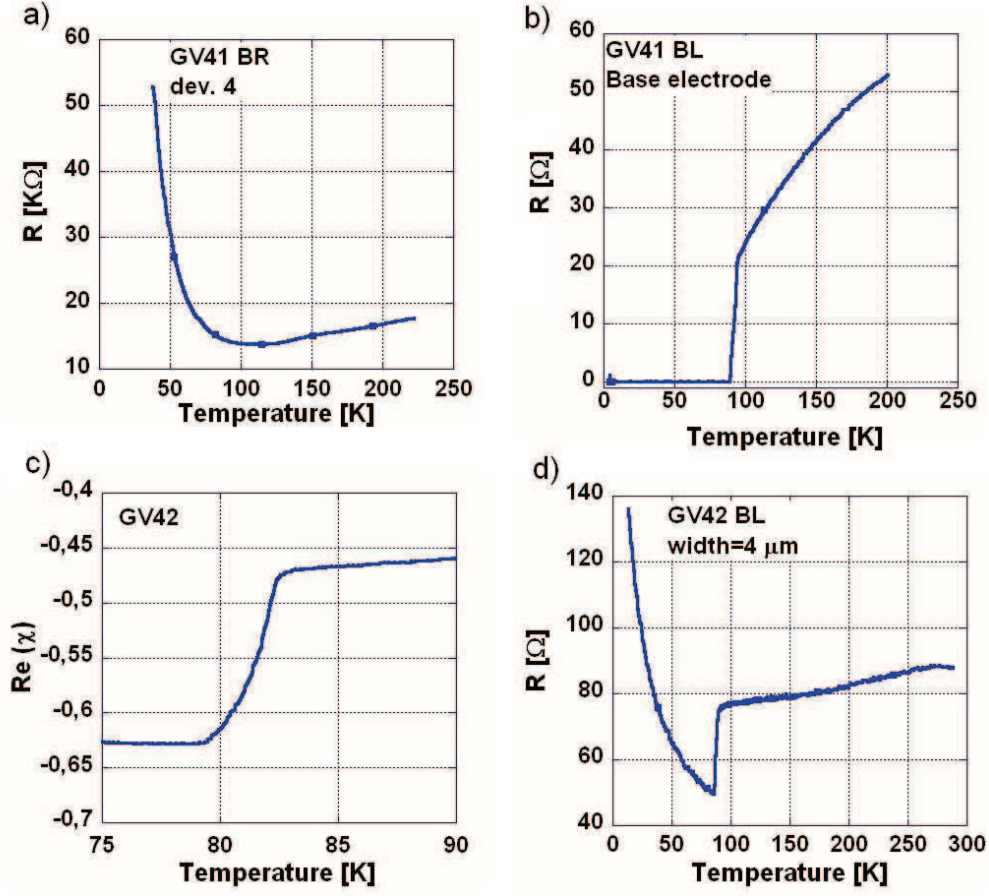 a)
GV41 BR
dev. 4
R [KΩ]
60
50
40
30
20
10
0 50 100 150 200 250
Temperature [K]
b)
GV41 BL
Base electrode
R [Ω]
60
50
40
30
20
10
0
0 50 100 150 200 250
Temperature [K]
c)
GV42
Re (χ)
-0,4
-0,45
-0,5
-0,55
-0,6
-0,65
-0,7
75 80 85 90
Temperature [K]
d)
GV42 BL
width=4 μm
R [Ω]
140
120
100
80
60
40
0 50 100 150 200 250 300
Temperature [K]